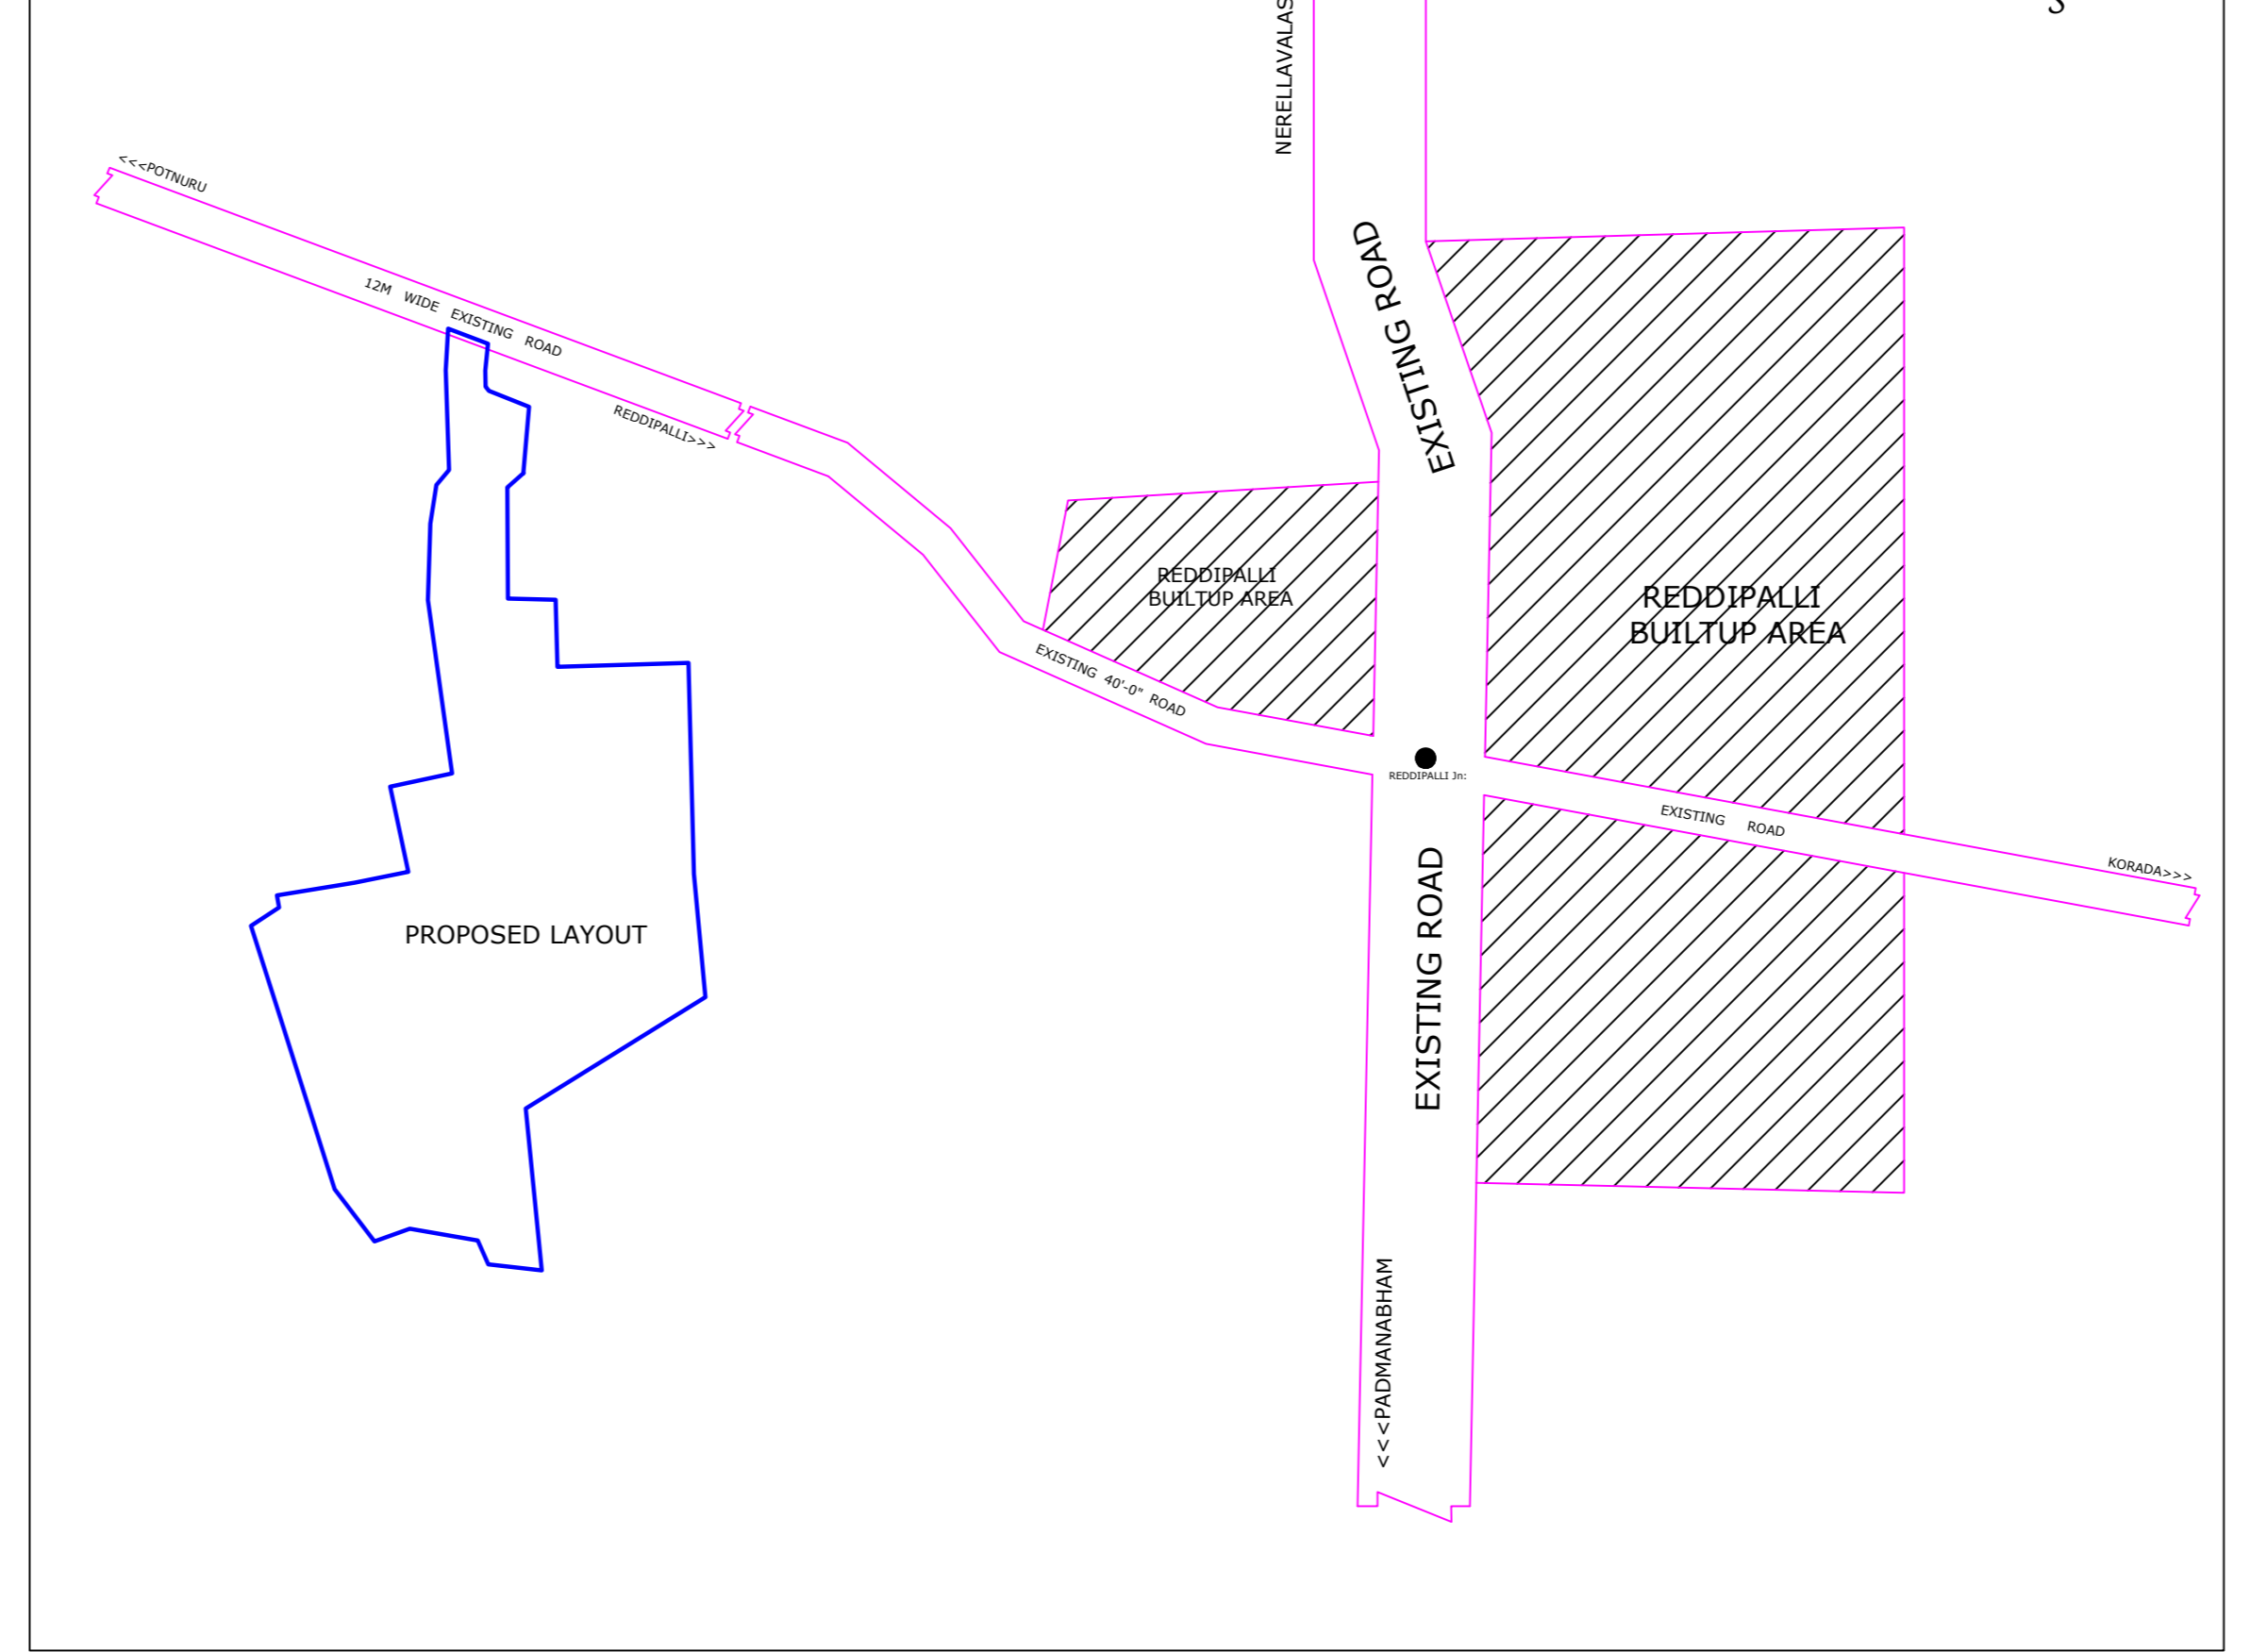 S
NERELLAVALAS
<<<POTNURU
12M WIDE EXISTING ROAD
REDDIPALLI>>>
EXISTING ROAD
REDDIPALLI
BUILTUP AREA
REDDIPALLI
BUILTUP AREA
EXISTING 40'-0" ROAD
REDDIPALLI Jn:
EXISTING ROAD
KORADA>>>
PROPOSED LAYOUT
EXISTING ROAD
<<<PADMANABHAM